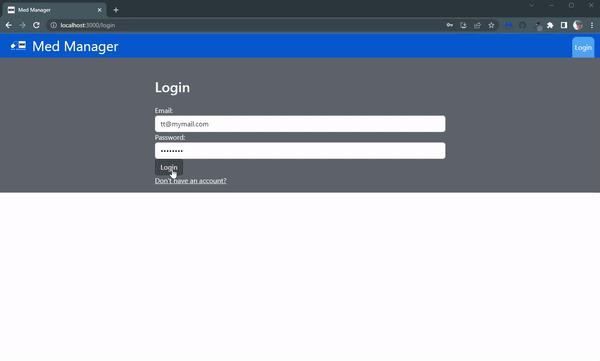 Med Manager
localhost:3000/login
Med Manager
Login
Login
Email:
tt@mymail.com
Password:
••••••••
Login
Don't have an account?